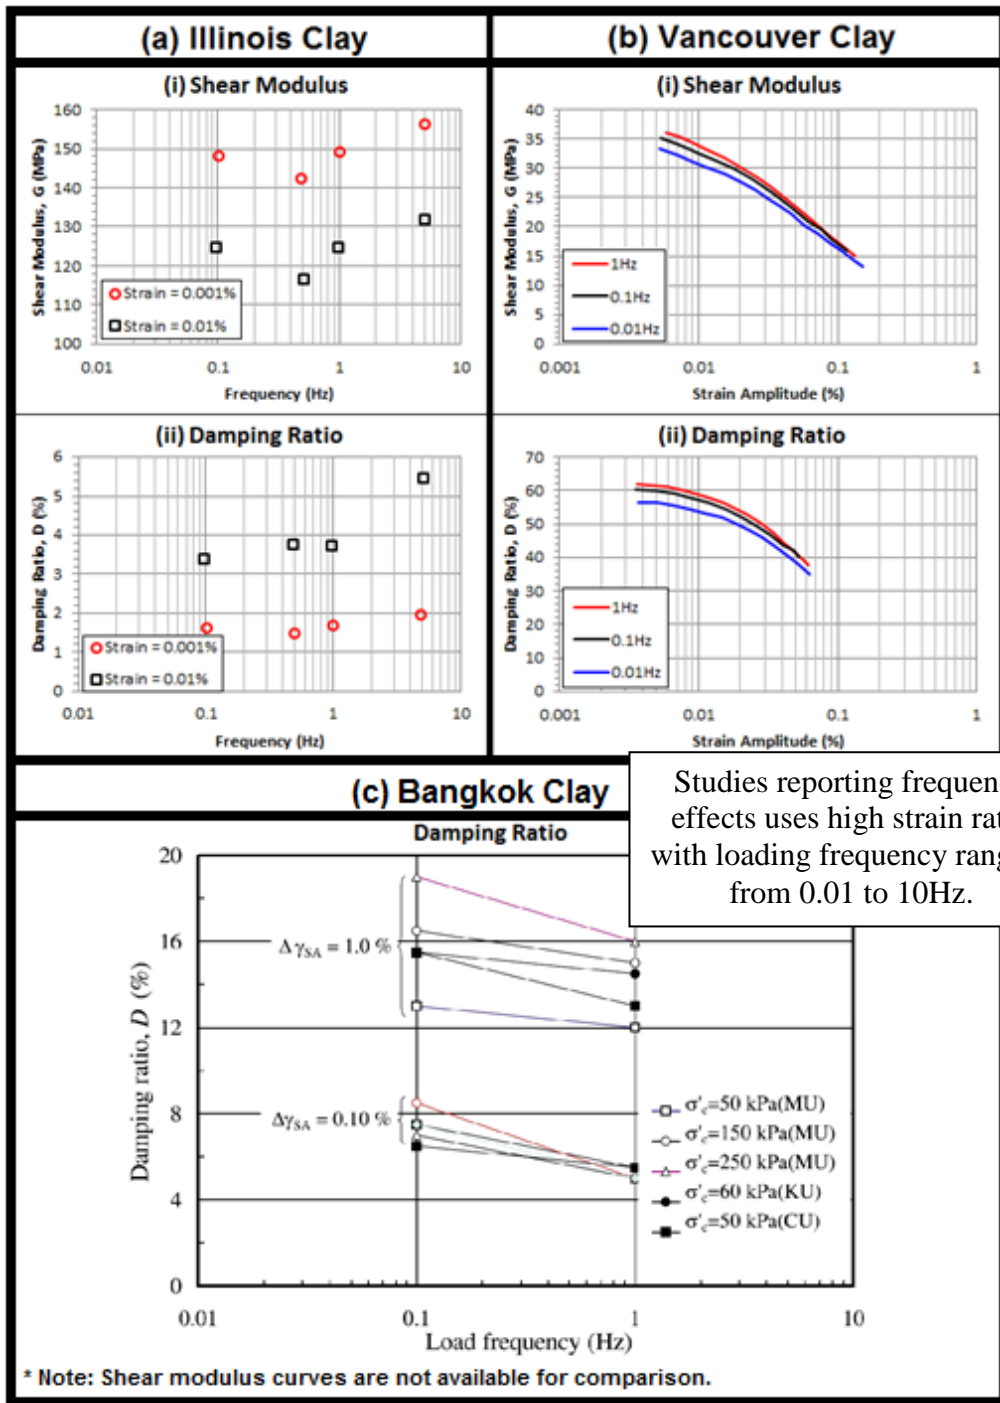 (a) Illinois Clay
(b) Vancouver Clay
(i) Shear Modulus
160
150
140
130
120
110
100
Shear Modulus, G (MPa)
Strain = 0.001%
Strain = 0.01%
0.01
0.1
1
10
Frequency (Hz)
(i) Shear Modulus
40
35
30
25
20
15
10
5
0
Shear Modulus, G (MPa)
1Hz
0.1Hz
0.01Hz
0.001
0.01
0.1
1
Strain Amplitude (%)
(ii) Damping Ratio
6
5
4
3
2
1
0
Damping Ratio, D (%)
Strain = 0.001%
Strain = 0.01%
0.01
0.1
1
10
Frequency (Hz)
(ii) Damping Ratio
70
60
50
40
30
20
10
0
Damping Ratio, D (%)
1Hz
0.1Hz
0.01Hz
0.001
0.01
0.1
1
Strain Amplitude (%)
(c) Bangkok Clay
Studies reporting frequen
effects uses high strain rat
with loading frequency rang
from 0.01 to 10Hz.
Damping Ratio
20
16
12
8
4
0
Damping ratio, D (%)
ΔγSA = 1.0 %
ΔγSA = 0.10 %
σ'c=50 kPa(MU)
σ'c=150 kPa(MU)
σ'c=250 kPa(MU)
σ'c=60 kPa(KU)
σ'c=50 kPa(CU)
0.01
0.1
1
10
Load frequency (Hz)
* Note: Shear modulus curves are not available for comparison.